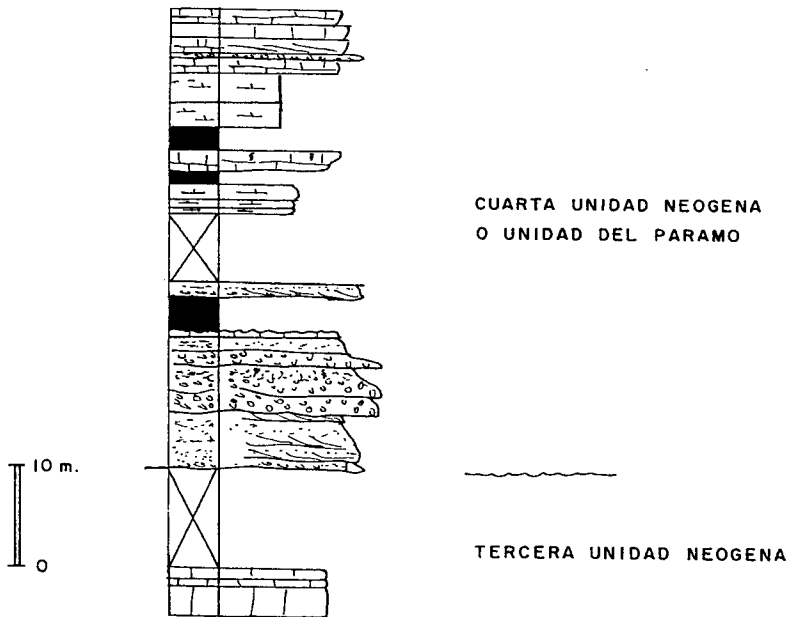 CUARTA UNIDAD NEOGENA
O UNIDAD DEL PARAMO
10 m.
0
TERCERA UNIDAD NEOGENA